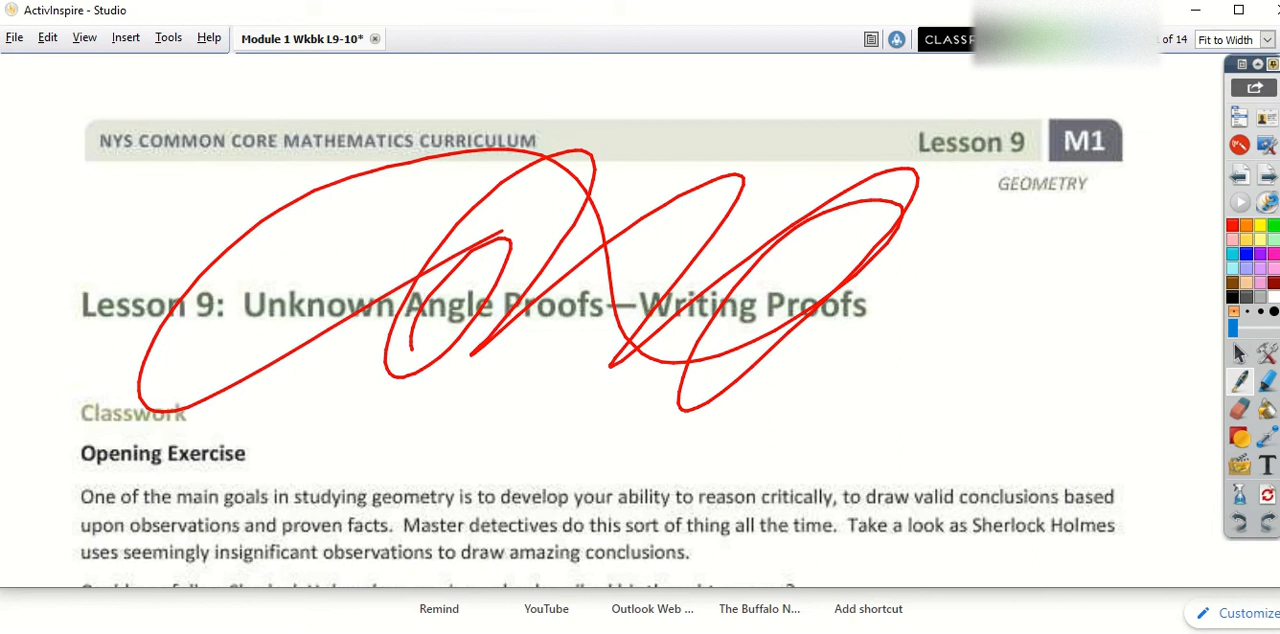 ActivInspire - Studio
File Edit View Insert Tools Help Module 1 Wkbk L9-10* of 14 Fit to Width
NYS COMMON CORE MATHEMATICS CURRICULUM Lesson 9 M1
GEOMETRY
Lesson 9: Unknown Angle Proofs—Writing Proofs
Classwork
Opening Exercise
One of the main goals in studying geometry is to develop your ability to reason critically, to draw valid conclusions based
upon observations and proven facts. Master detectives do this sort of thing all the time. Take a look as Sherlock Holmes
uses seemingly insignificant observations to draw amazing conclusions.
Remind YouTube Outlook Web ... The Buffalo N... Add shortcut
Customize